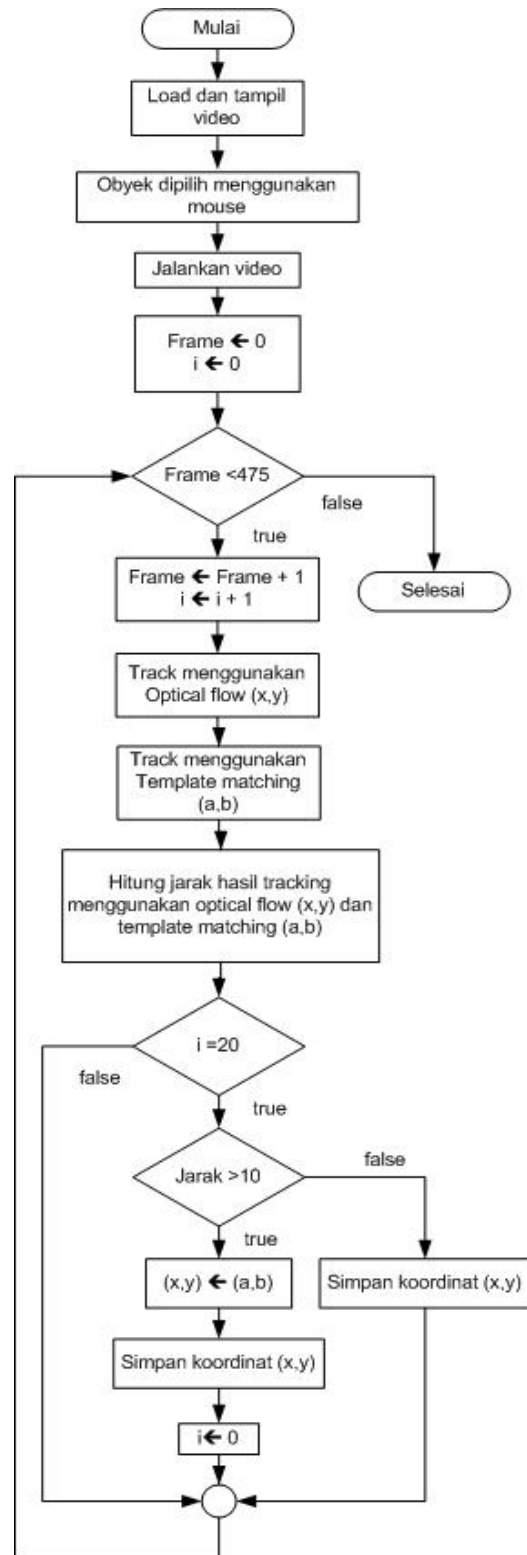 Mulai
Load dan tampil
video
Obyek dipilih menggunakan
mouse
Jalankan video
Frame ← 0
i ← 0
Frame <475
false
true
Frame ← Frame + 1
i ← i + 1
Selesai
Track menggunakan
Optical flow (x,y)
Track menggunakan
Template matching
(a,b)
Hitung jarak hasil tracking
menggunakan optical flow (x,y) dan
template matching (a,b)
i =20
false
true
Jarak >10
false
true
(x,y) ← (a,b)
Simpan koordinat (x,y)
Simpan koordinat (x,y)
i← 0